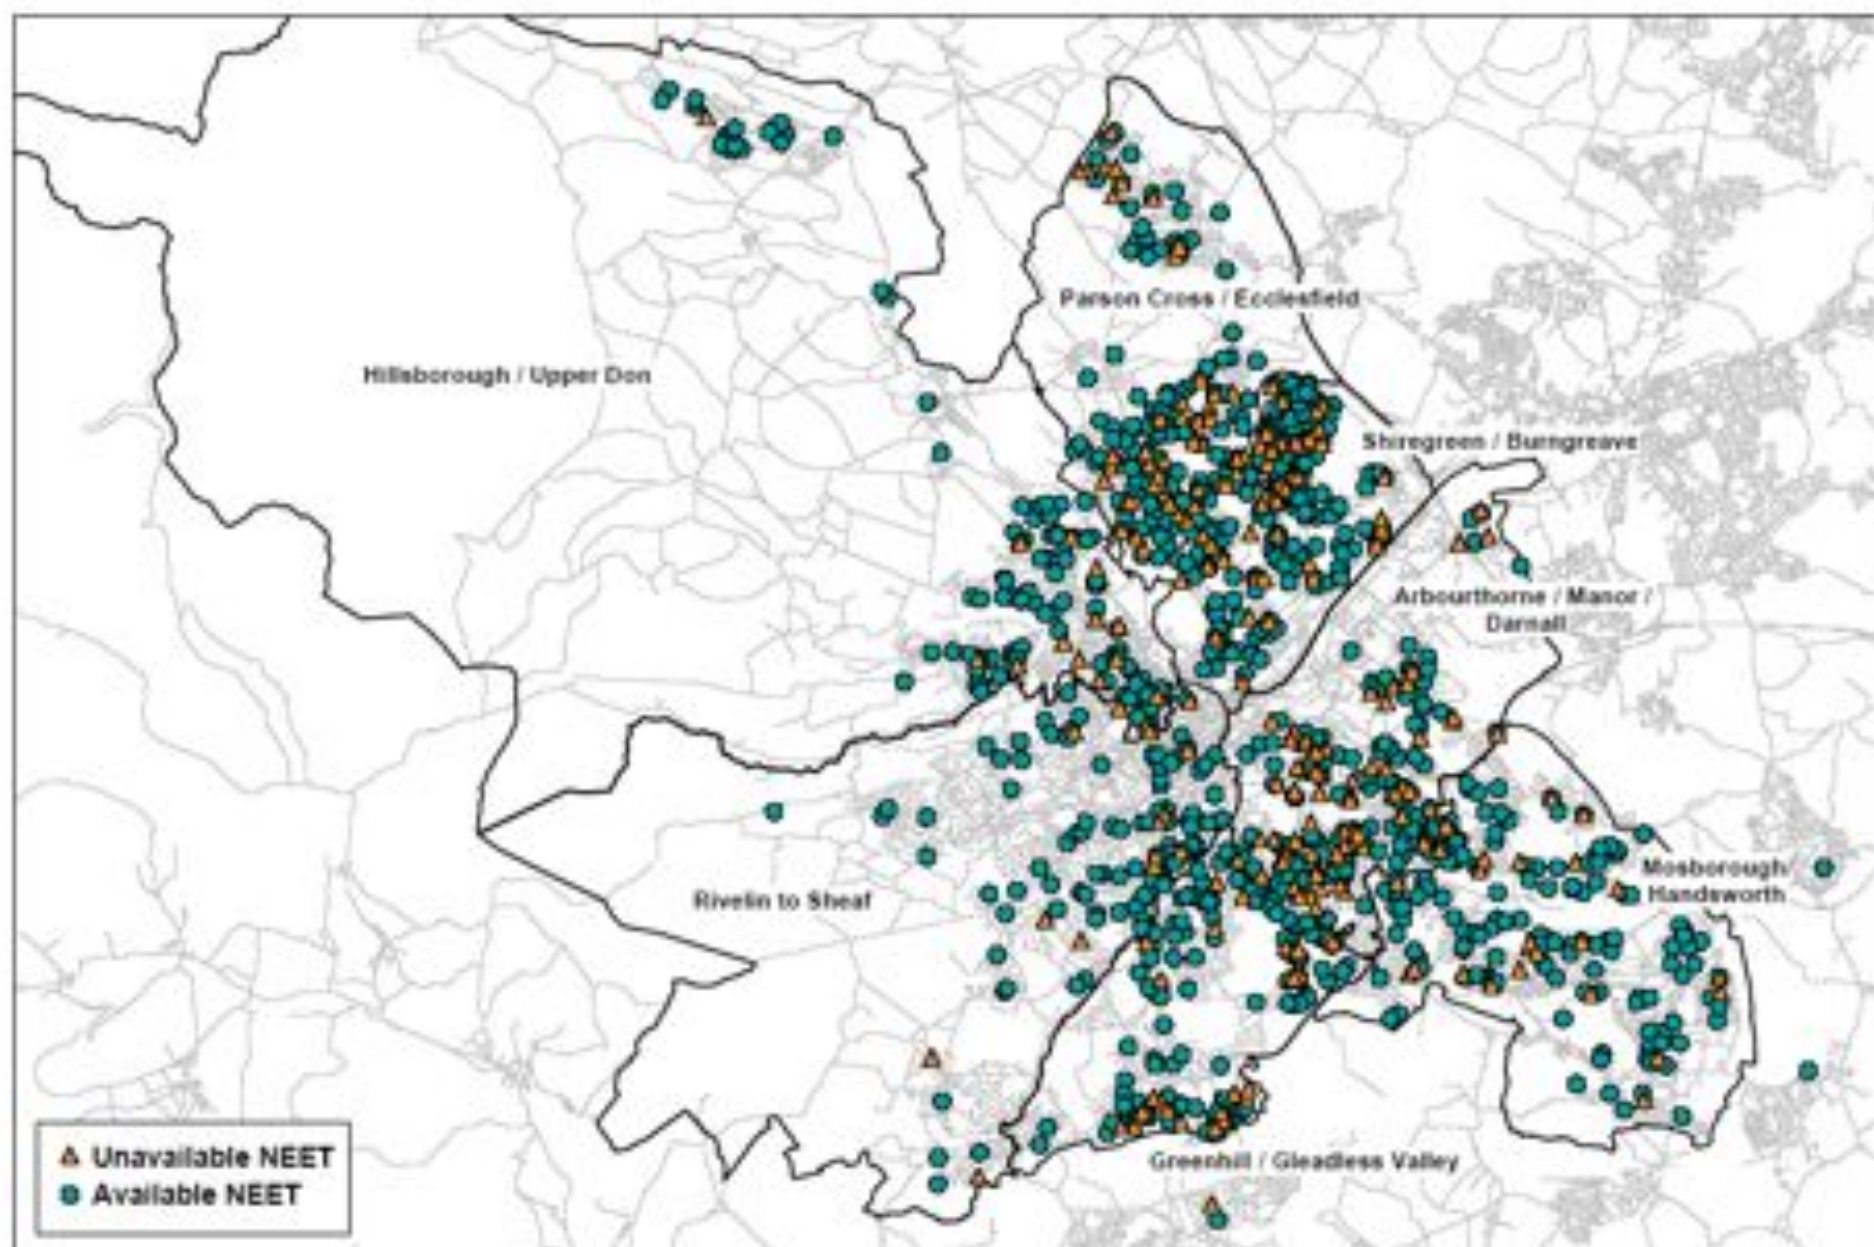 Parson Cross / Ecclesfield
Hillsborough / Upper Don
Shiregreen / Burngreave
Arbourthorne / Manor /
Darnall
Mosborough/
Handsworth
Rivelin to Sheaf
Greenhill / Gleadless Valley
Unavailable NEET
Available NEET